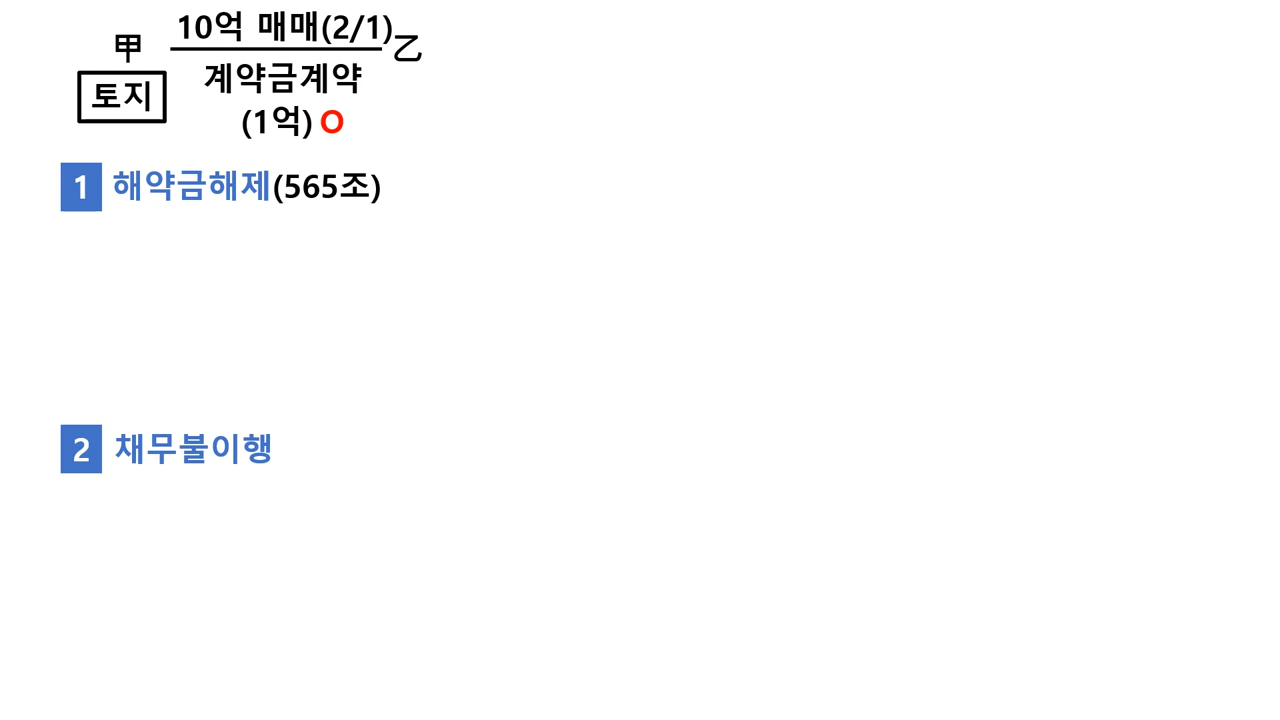 10억 매매(2/1)
甲 乙
토지 계약금계약
(1억) O
1 해약금해제(565조)
2 채무불이행